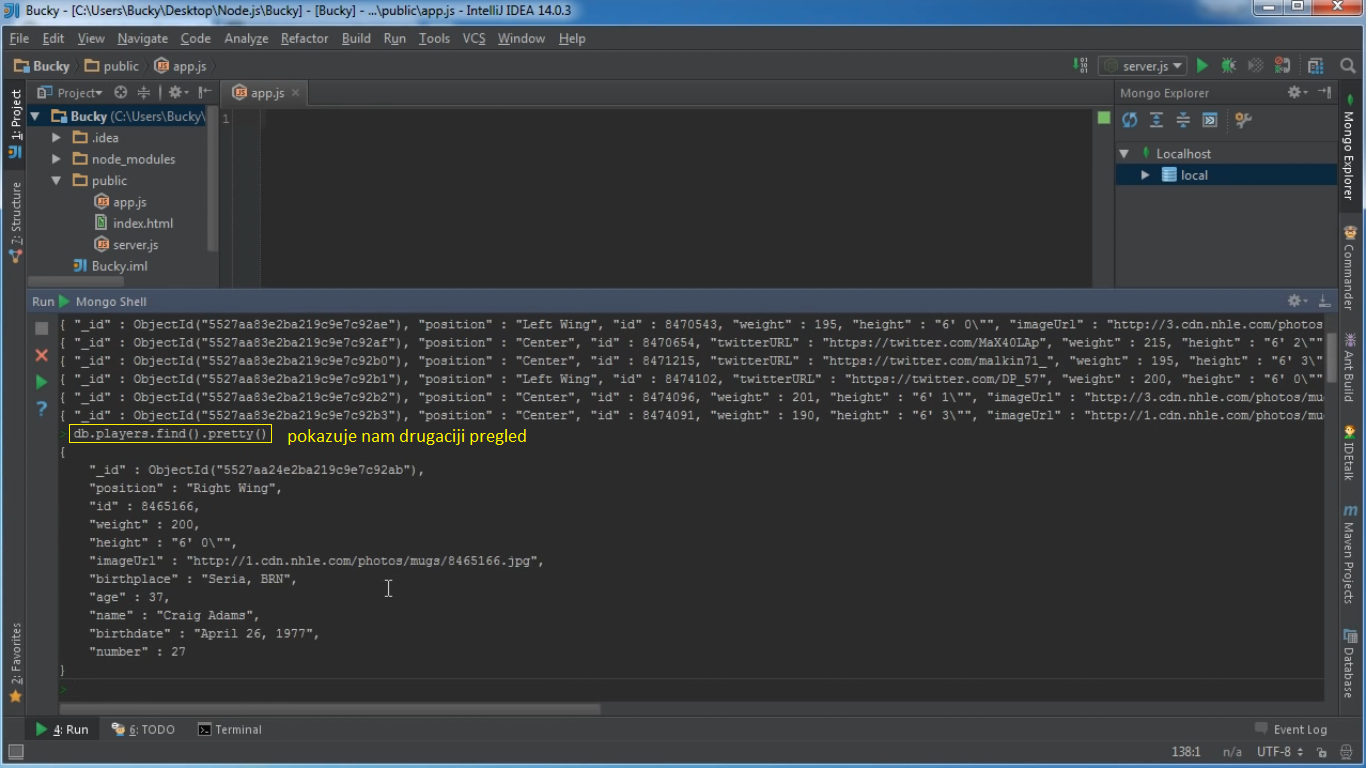 Bucky - [C:\Users\Bucky\Desktop\Node.js\Bucky] - [Bucky] - ...\public\app.js - IntelliJ IDEA 14.0.3
File Edit View Navigate Code Analyze Refactor Build Run Tools VCS Window Help
Bucky public app.js server.js
1: Project
7: Structure
2: Favorites
Project
Bucky (C:\Users\Bucky\
.idea
node_modules
public
app.js
index.html
server.js
Bucky.iml
app.js
1
Mongo Explorer
Localhost
local
Mongo Explorer
Commander
Ant Build
IDEtalk
Maven Projects
Database
Run Mongo Shell
{ "_id" : ObjectId("5527aa83e2ba219c9e7c92ae"), "position" : "Left Wing", "id" : 8470543, "weight" : 195, "height" : "6' 0\"", "imageUrl" : "http://3.cdn.nhle.com/photos
{ "_id" : ObjectId("5527aa83e2ba219c9e7c92af"), "position" : "Center", "id" : 8470654, "twitterURL" : "https://twitter.com/MaX40LAp", "weight" : 215, "height" : "6' 2\""
{ "_id" : ObjectId("5527aa83e2ba219c9e7c92b0"), "position" : "Center", "id" : 8471215, "twitterURL" : "https://twitter.com/malkin71_", "weight" : 195, "height" : "6' 3\"
{ "_id" : ObjectId("5527aa83e2ba219c9e7c92b1"), "position" : "Left Wing", "id" : 8474102, "twitterURL" : "https://twitter.com/DP_57", "weight" : 200, "height" : "6' 0\""
{ "_id" : ObjectId("5527aa83e2ba219c9e7c92b2"), "position" : "Center", "id" : 8474096, "weight" : 201, "height" : "6' 1\"", "imageUrl" : "http://3.cdn.nhle.com/photos/mu
{ "_id" : ObjectId("5527aa83e2ba219c9e7c92b3"), "position" : "Center", "id" : 8474091, "weight" : 190, "height" : "6' 3\"", "imageUrl" : "http://1.cdn.nhle.com/photos/mu
> db.players.find().pretty() pokazuje nam drugaciji pregled
{
"_id" : ObjectId("5527aa24e2ba219c9e7c92ab"),
"position" : "Right Wing",
"id" : 8465166,
"weight" : 200,
"height" : "6' 0\"",
"imageUrl" : "http://1.cdn.nhle.com/photos/mugs/8465166.jpg",
"birthplace" : "Seria, BRN",
"age" : 37,
"name" : "Craig Adams",
"birthdate" : "April 26, 1977",
"number" : 27
}
>
4: Run 6: TODO Terminal Event Log
138:1 n/a UTF-8